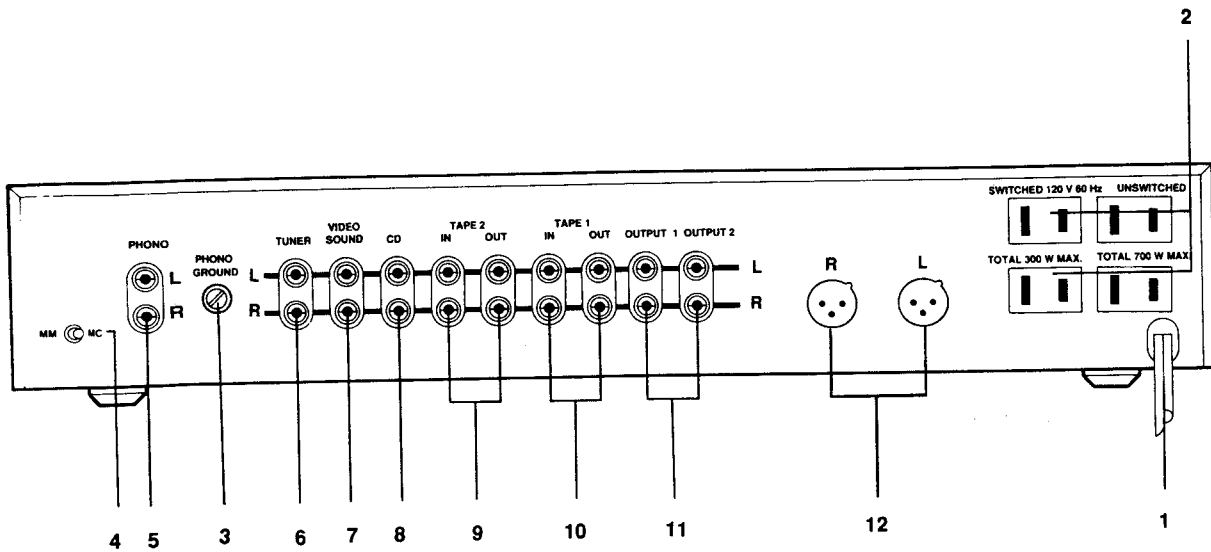 2
SWITCHED 120 V 60 Hz UNSWITCHED
TOTAL 300 W MAX. TOTAL 700 W MAX.
PHONO
L
R
PHONO
GROUND
MM MC
TUNER
VIDEO
SOUND
CD
TAPE 2
IN OUT
TAPE 1
IN OUT
OUTPUT 1 OUTPUT 2
L L
R R
R L
4 5 3 6 7 8 9 10 11 12 1